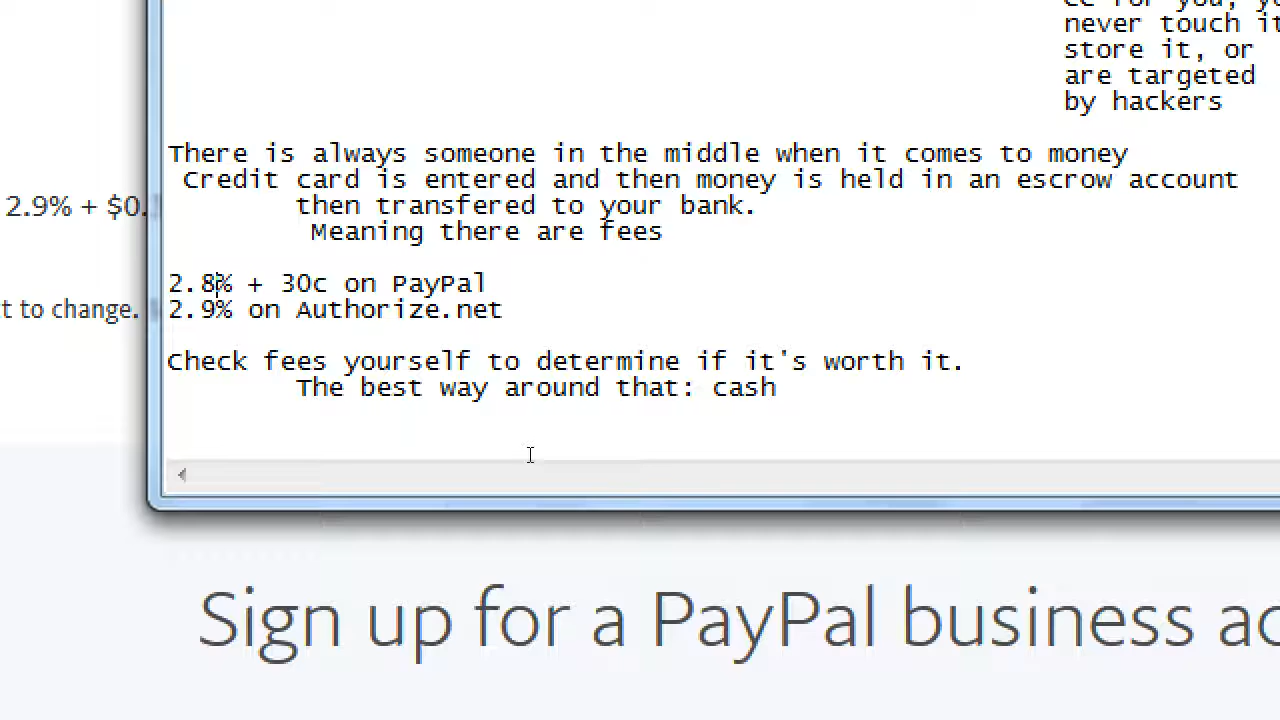 never touch it
store it, or
are targeted
by hackers
There is always someone in the middle when it comes to money
Credit card is entered and then money is held in an escrow account
then transfered to your bank.
2.9% + $0.
Meaning there are fees
2.8% + 30c on PayPal
t to change.
2.9% on Authorize.net
Check fees yourself to determine if it's worth it.
The best way around that: cash
Sign up for a PayPal business